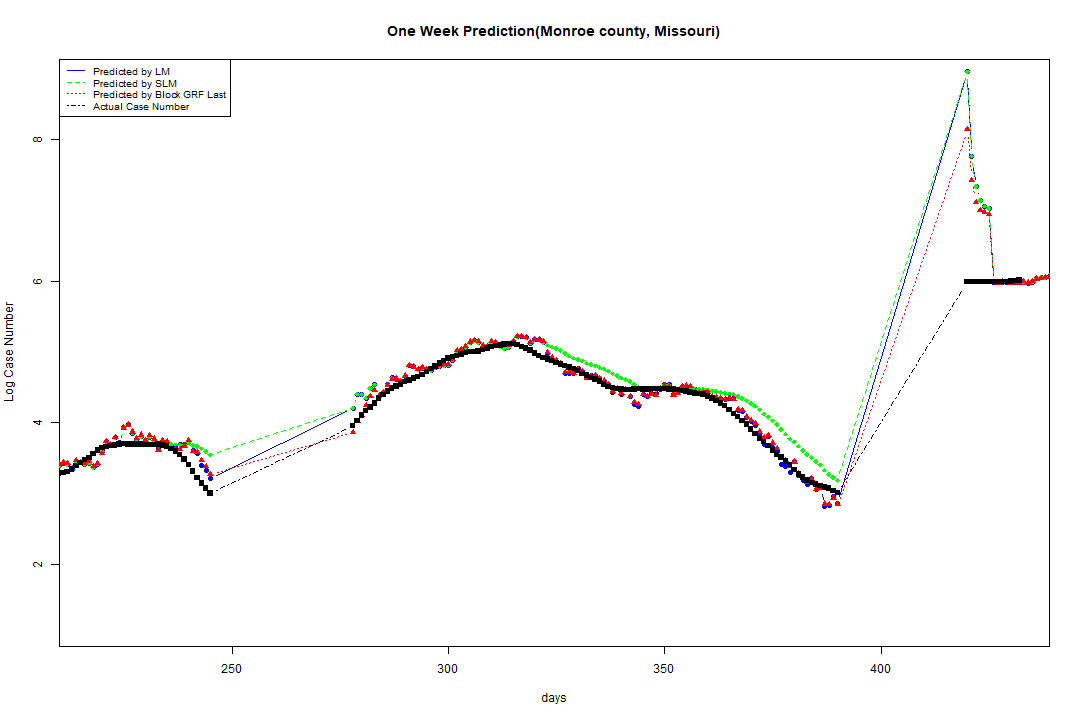 One Week Prediction(Monroe county, Missouri)
Predicted by LM
Predicted by SLM
Predicted by Block GRF Last
Actual Case Number
8
6
4
2
Log Case Number
250 300 350 400
days